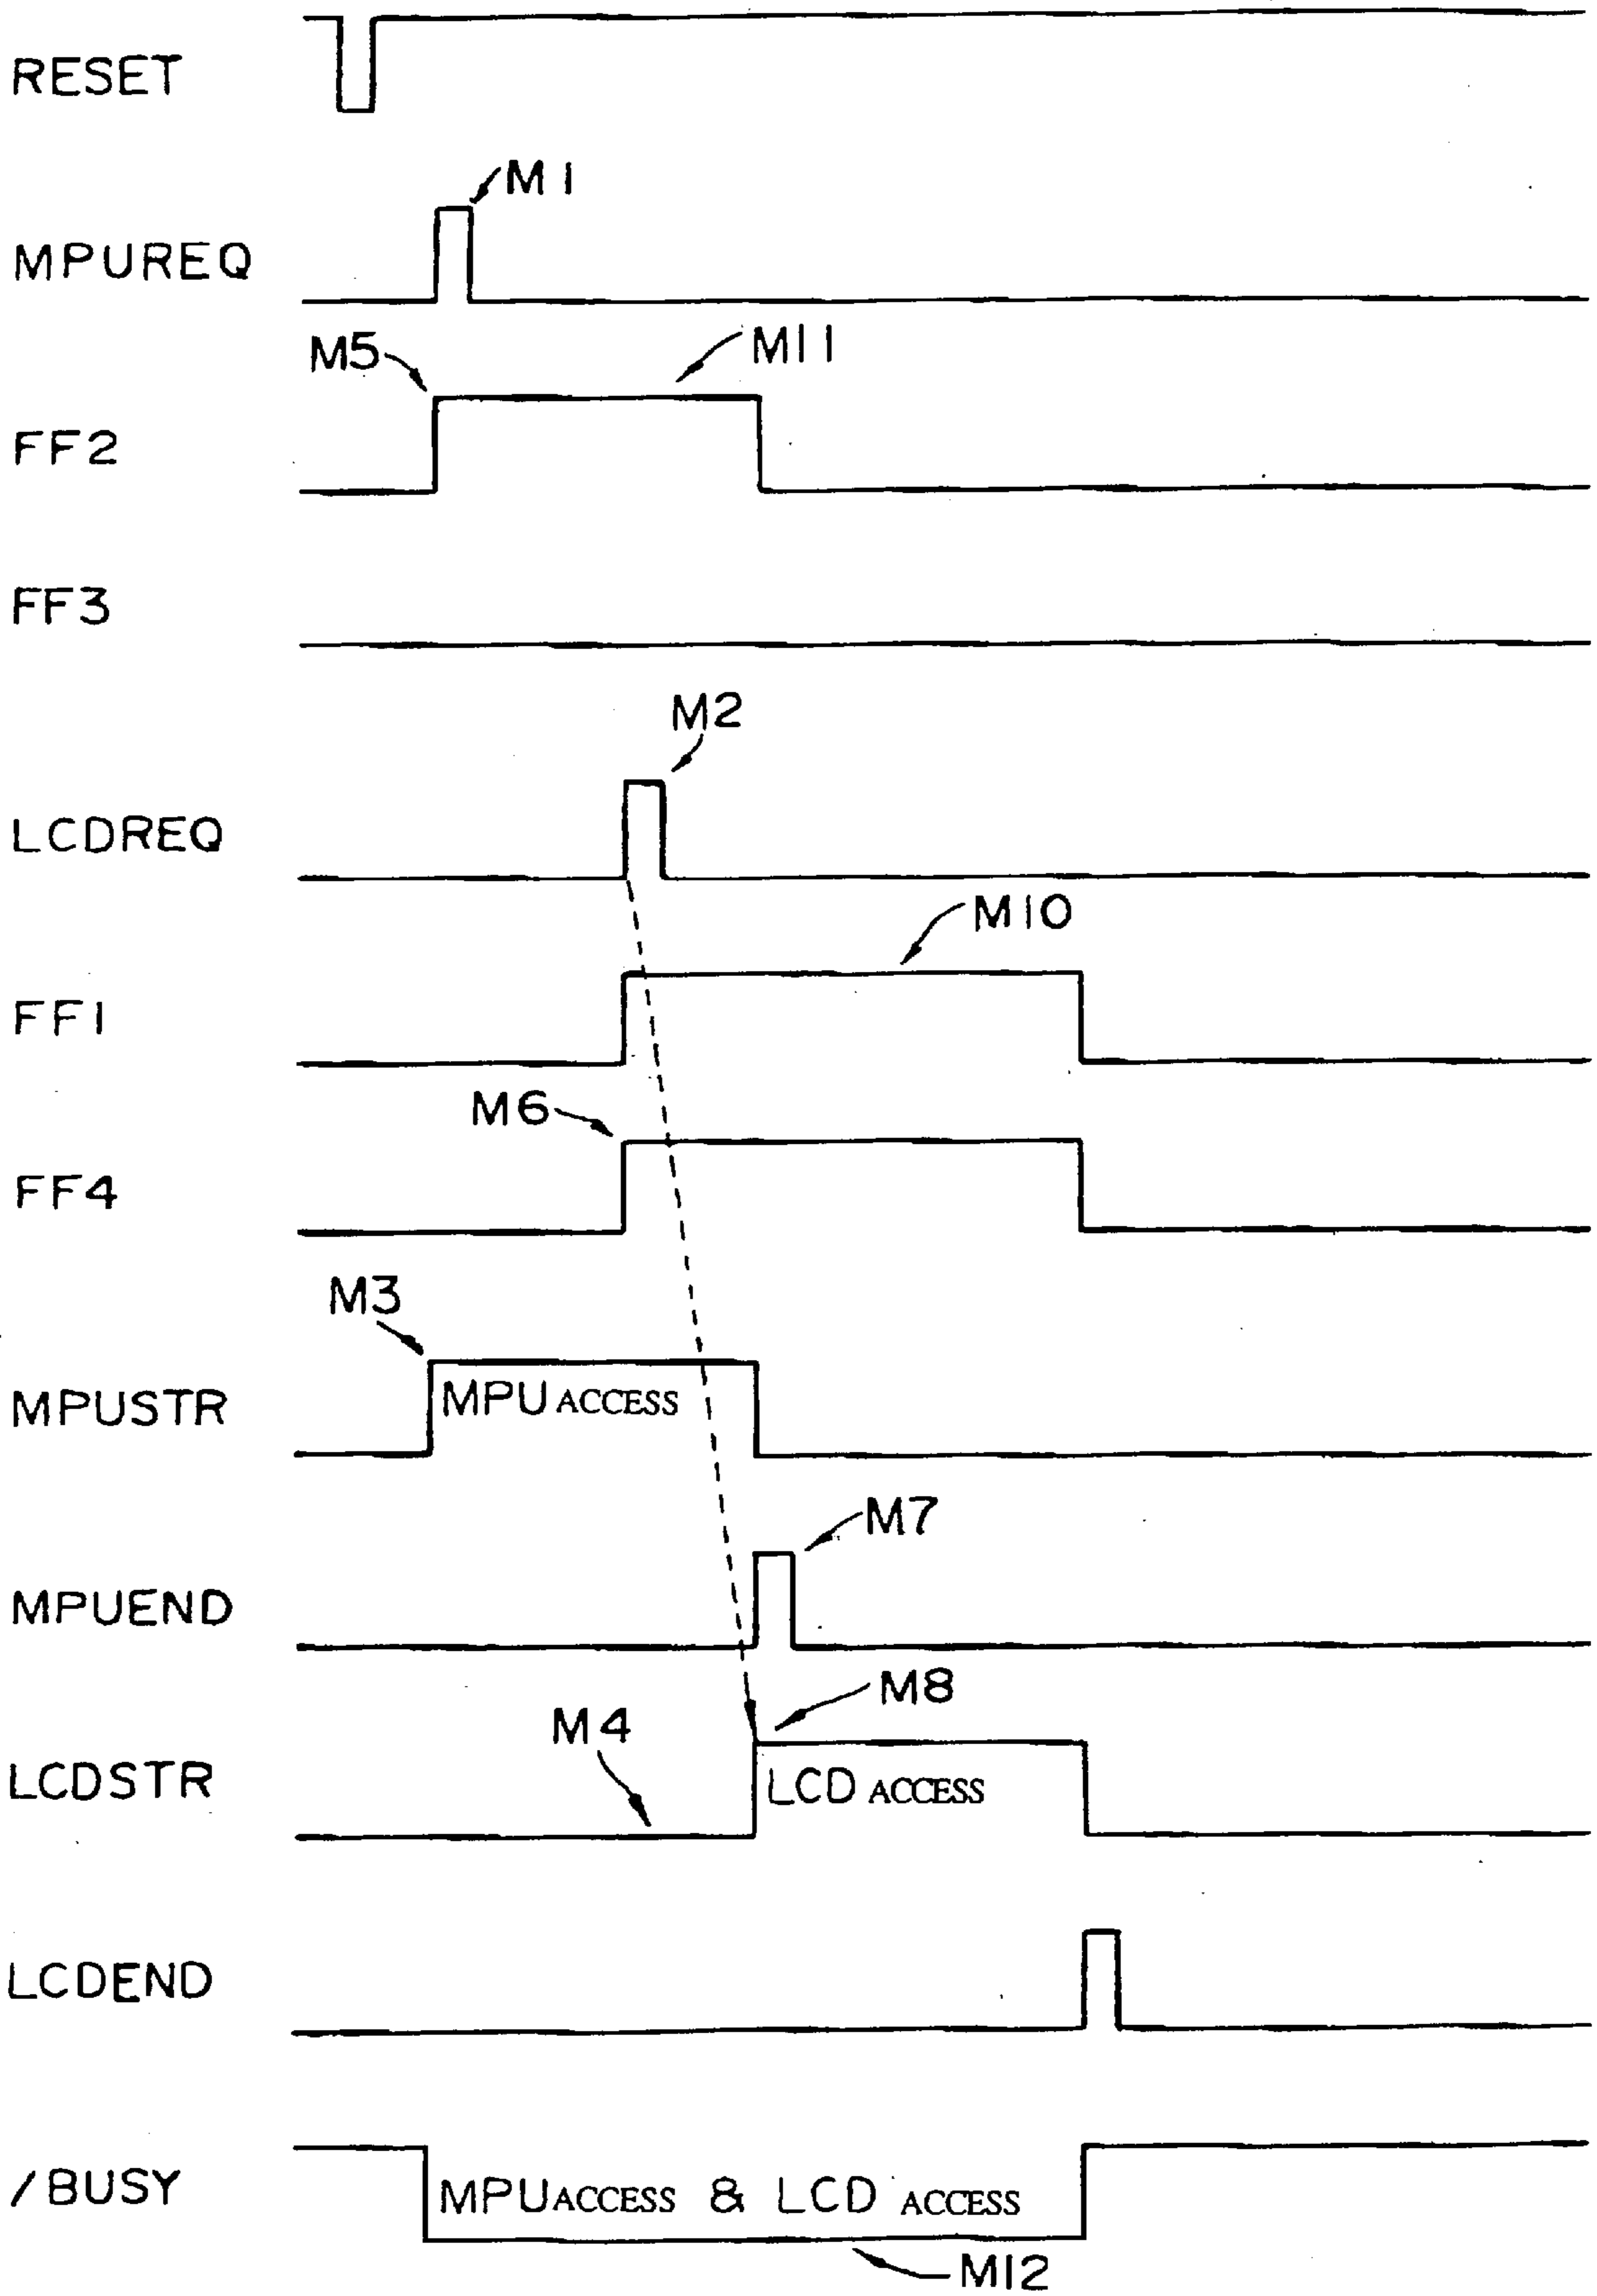 RESET
M1
MPUREQ
M5
M11
FF2
FF3
M2
LCDREQ
M10
FF1
M6
FF4
M3
MPUSTR
MPU ACCESS
M7
MPUEND
M8
M4
LCDSTR
LCD ACCESS
LCDEND
/BUSY
MPU ACCESS & LCD ACCESS
M12